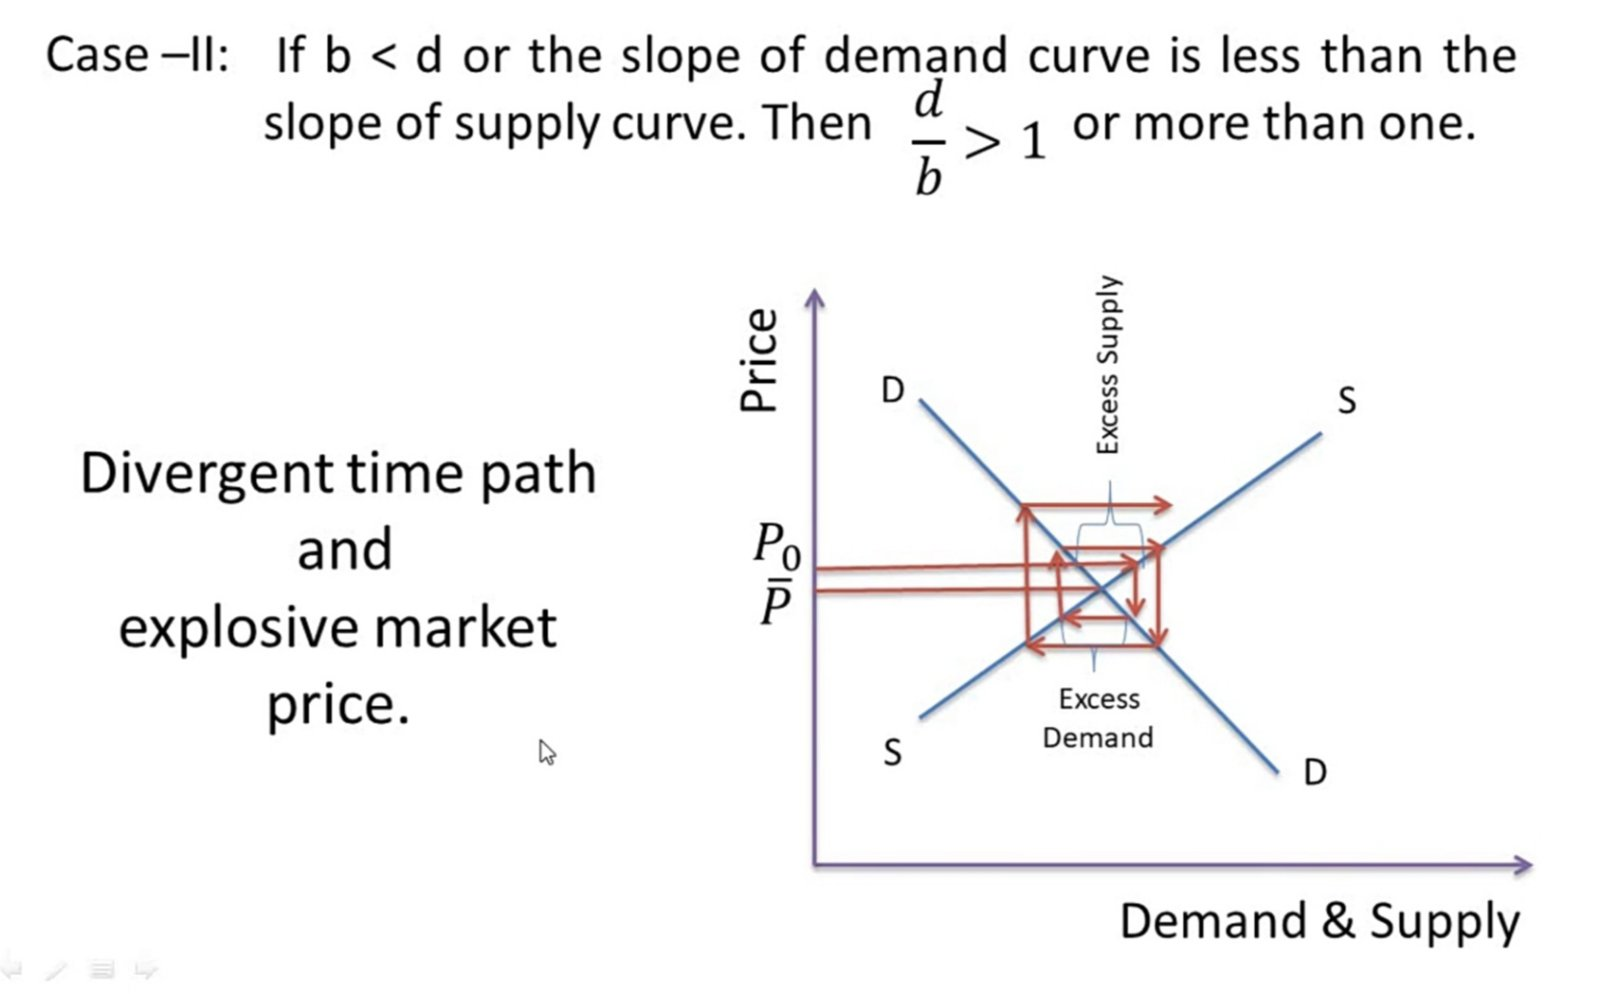 Case –II: If b < d or the slope of demand curve is less than the
slope of supply curve. Then d/b > 1 or more than one.
Divergent time path
and
explosive market
price.
Price
Excess Supply
D
S
P₀
P̄
Excess
Demand
S
D
Demand & Supply